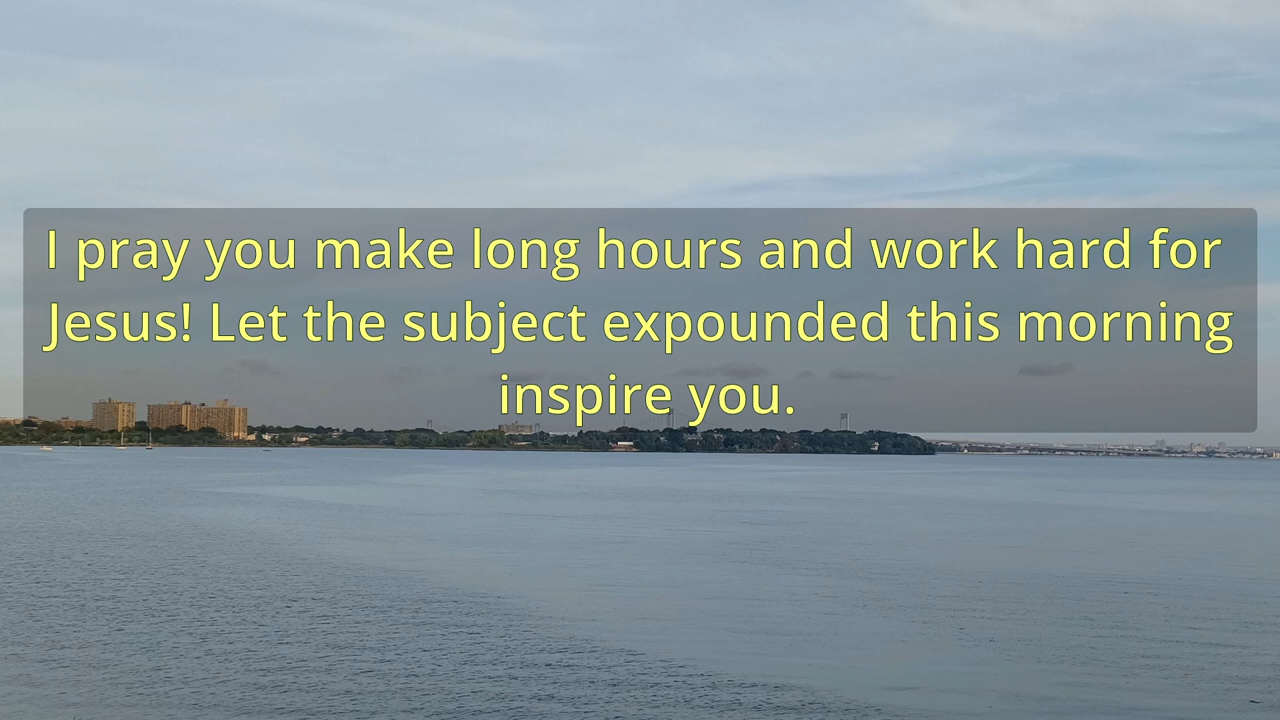 I pray you make long hours and work hard for
Jesus! Let the subject expounded this morning
inspire you.